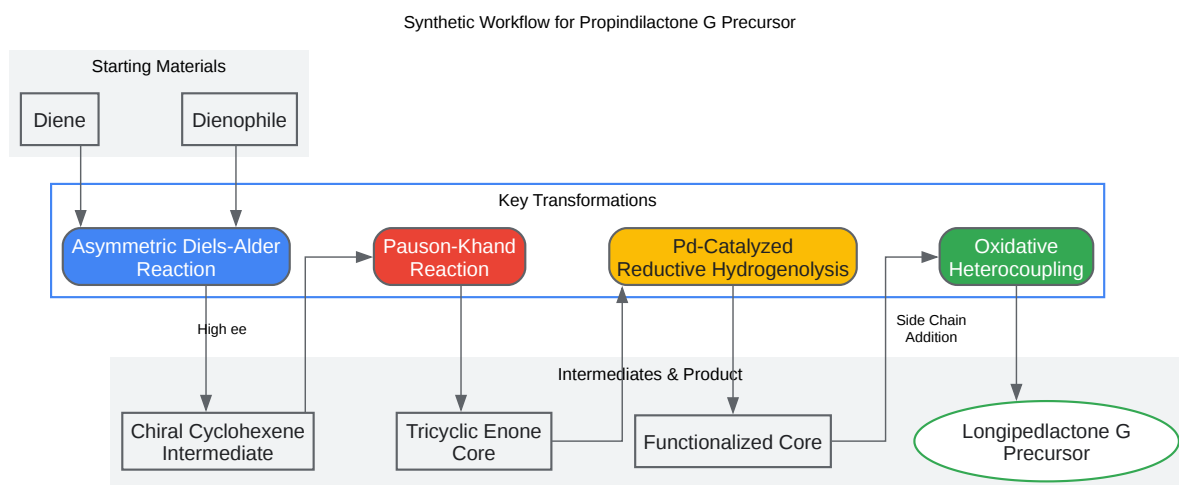 Synthetic Workflow for Propindilactone G Precursor
Starting Materials
Diene
Dienophile
Key Transformations
Asymmetric Diels-Alder
Reaction
Pauson-Khand
Reaction
Pd-Catalyzed
Reductive Hydrogenolysis
Oxidative
Heterocoupling
High ee
Side Chain
Addition
Intermediates & Product
Chiral Cyclohexene
Intermediate
Tricyclic Enone
Core
Functionalized Core
Longipedlactone G
Precursor